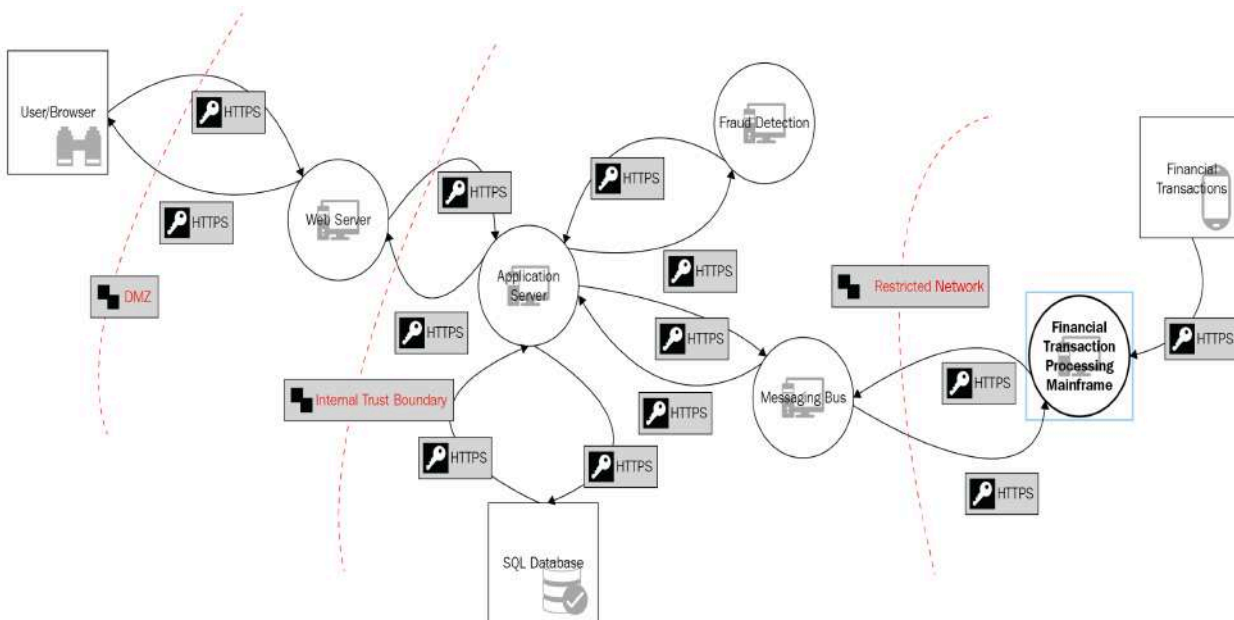 User/Browser
HTTPS
HTTPS
DMZ
Web Server
HTTPS
HTTPS
Internal Trust Boundary
Application
Server
Fraud Detection
HTTPS
HTTPS
HTTPS
HTTPS
HTTPS
HTTPS
SQL Database
Messaging Bus
Restricted Network
HTTPS
HTTPS
Financial
Transaction
Processing
Mainframe
Financial
Transactions
HTTPS